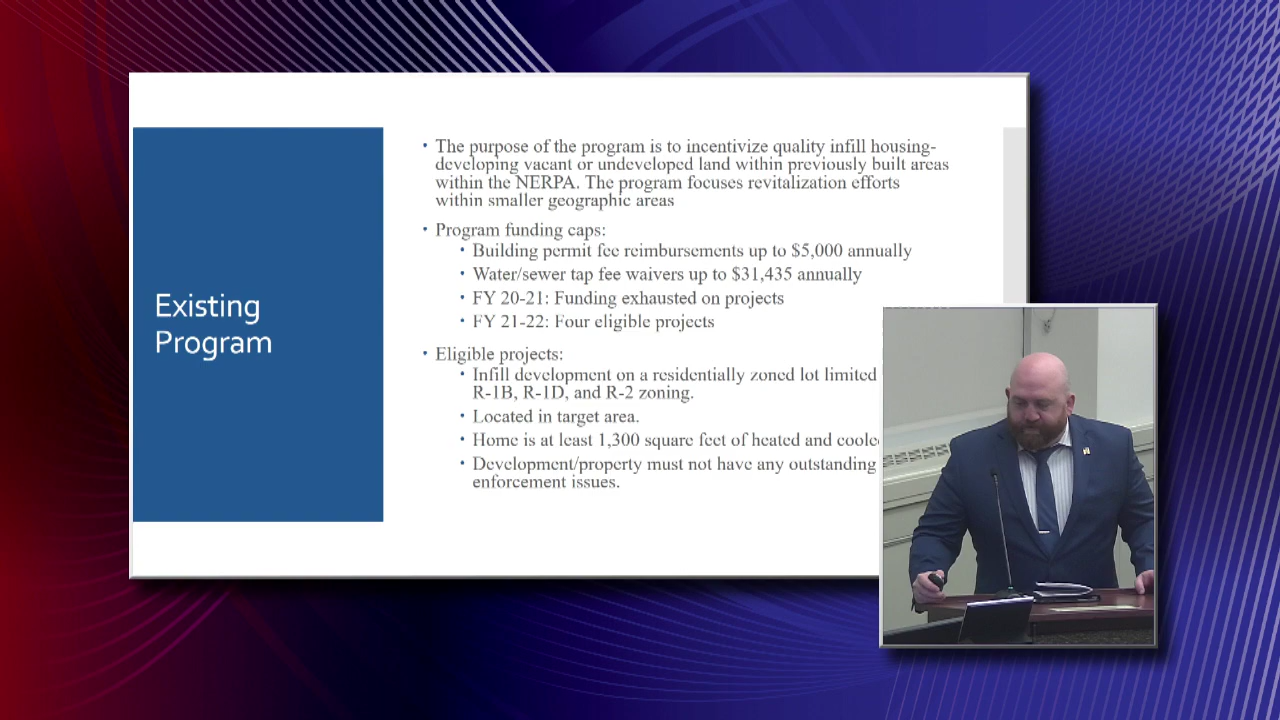 Existing
Program
• The purpose of the program is to incentivize quality infill housing-
developing vacant or undeveloped land within previously built areas
within the NERPA. The program focuses revitalization efforts
within smaller geographic areas
• Program funding caps:
• Building permit fee reimbursements up to $5,000 annually
• Water/sewer tap fee waivers up to $31,435 annually
• FY 20-21: Funding exhausted on projects
• FY 21-22: Four eligible projects
• Eligible projects:
• Infill development on a residentially zoned lot limited
R-1B, R-1D, and R-2 zoning.
• Located in target area.
• Home is at least 1,300 square feet of heated and
• Development/property must not have any outstanding
enforcement issues.